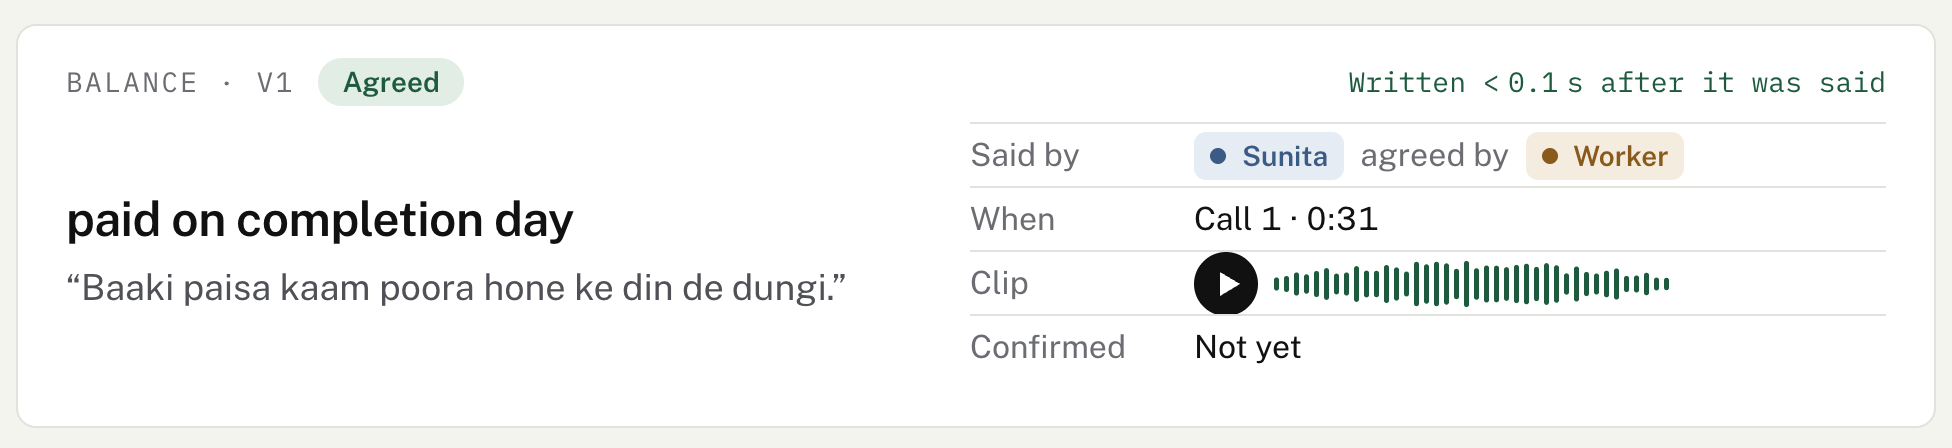 BALANCE · V1 Agreed
Written <0.1 s after it was said
paid on completion day
“Baaki paisa kaam poora hone ke din de dungi.”
Said by Sunita agreed by Worker
When Call 1 · 0:31
Clip
Confirmed Not yet